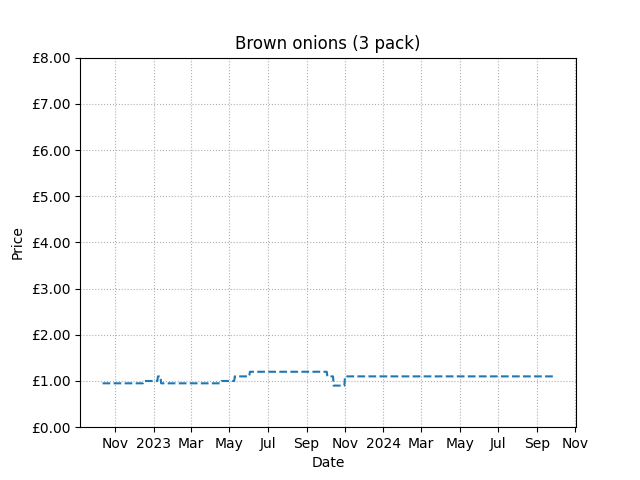 Brown onions (3 pack)
£8.00
£7.00
£6.00
£5.00
£4.00
£3.00
£2.00
£1.00
£0.00
Price
Nov 2023 Mar May Jul Sep Nov 2024 Mar May Jul Sep Nov
Date